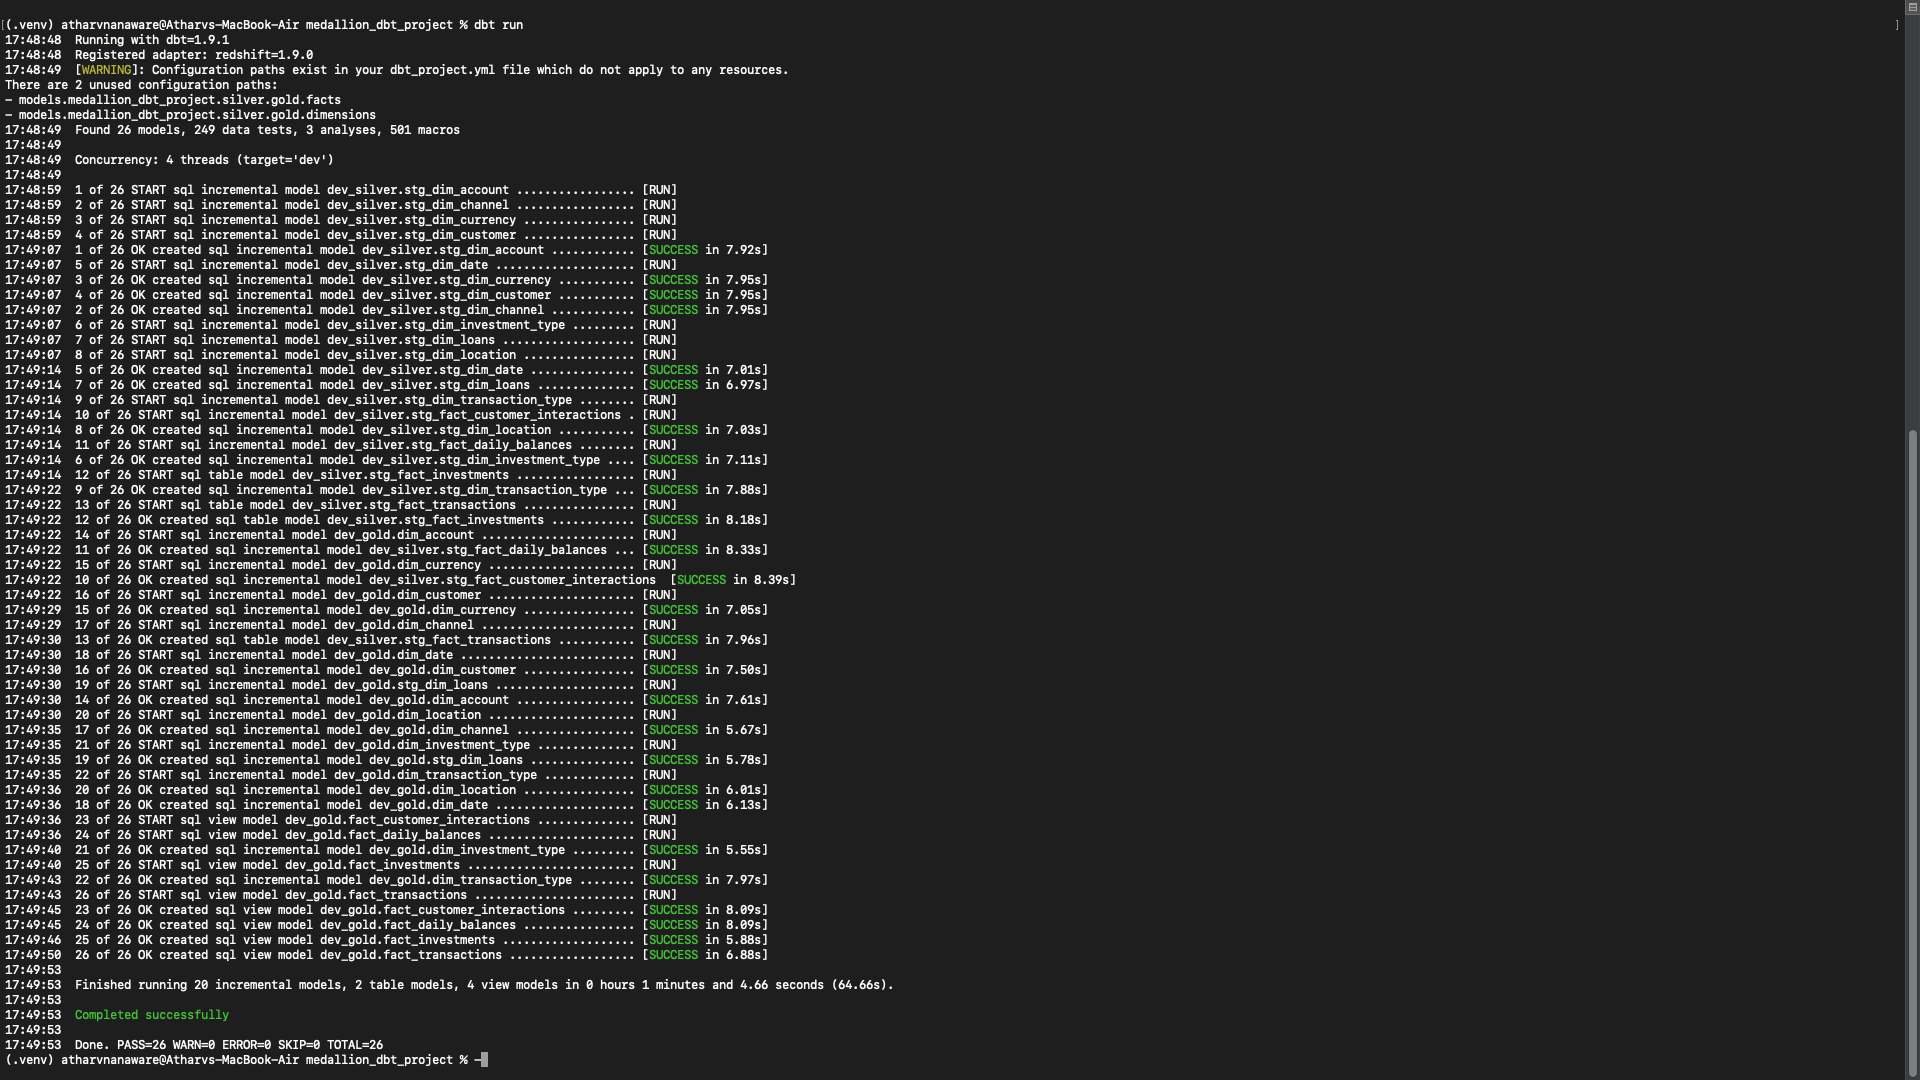 [(.venv) atharvnanaware@Atharvs-MacBook-Air medallion_dbt_project % dbt run ]
17:48:48  Running with dbt=1.9.1
17:48:48  Registered adapter: redshift=1.9.0
17:48:49  [WARNING]: Configuration paths exist in your dbt_project.yml file which do not apply to any resources.
There are 2 unused configuration paths:
- models.medallion_dbt_project.silver.gold.facts
- models.medallion_dbt_project.silver.gold.dimensions
17:48:49  Found 26 models, 249 data tests, 3 analyses, 501 macros
17:48:49
17:48:49  Concurrency: 4 threads (target='dev')
17:48:49
17:48:59  1 of 26 START sql incremental model dev_silver.stg_dim_account ................. [RUN]
17:48:59  2 of 26 START sql incremental model dev_silver.stg_dim_channel ................. [RUN]
17:48:59  3 of 26 START sql incremental model dev_silver.stg_dim_currency ................ [RUN]
17:48:59  4 of 26 START sql incremental model dev_silver.stg_dim_customer ................ [RUN]
17:49:07  1 of 26 OK created sql incremental model dev_silver.stg_dim_account ............ [SUCCESS in 7.92s]
17:49:07  5 of 26 START sql incremental model dev_silver.stg_dim_date .................... [RUN]
17:49:07  3 of 26 OK created sql incremental model dev_silver.stg_dim_currency ........... [SUCCESS in 7.95s]
17:49:07  4 of 26 OK created sql incremental model dev_silver.stg_dim_customer ........... [SUCCESS in 7.95s]
17:49:07  2 of 26 OK created sql incremental model dev_silver.stg_dim_channel ............ [SUCCESS in 7.95s]
17:49:07  6 of 26 START sql incremental model dev_silver.stg_dim_investment_type ......... [RUN]
17:49:07  7 of 26 START sql incremental model dev_silver.stg_dim_loans ................... [RUN]
17:49:07  8 of 26 START sql incremental model dev_silver.stg_dim_location ................ [RUN]
17:49:14  5 of 26 OK created sql incremental model dev_silver.stg_dim_date ............... [SUCCESS in 7.01s]
17:49:14  7 of 26 OK created sql incremental model dev_silver.stg_dim_loans .............. [SUCCESS in 6.97s]
17:49:14  9 of 26 START sql incremental model dev_silver.stg_dim_transaction_type ........ [RUN]
17:49:14  10 of 26 START sql incremental model dev_silver.stg_fact_customer_interactions . [RUN]
17:49:14  8 of 26 OK created sql incremental model dev_silver.stg_dim_location ........... [SUCCESS in 7.03s]
17:49:14  11 of 26 START sql incremental model dev_silver.stg_fact_daily_balances ........ [RUN]
17:49:14  6 of 26 OK created sql incremental model dev_silver.stg_dim_investment_type .... [SUCCESS in 7.11s]
17:49:14  12 of 26 START sql table model dev_silver.stg_fact_investments ................. [RUN]
17:49:22  9 of 26 OK created sql incremental model dev_silver.stg_dim_transaction_type ... [SUCCESS in 7.88s]
17:49:22  13 of 26 START sql table model dev_silver.stg_fact_transactions ................ [RUN]
17:49:22  12 of 26 OK created sql table model dev_silver.stg_fact_investments ............ [SUCCESS in 8.18s]
17:49:22  14 of 26 START sql incremental model dev_gold.dim_account ...................... [RUN]
17:49:22  11 of 26 OK created sql incremental model dev_silver.stg_fact_daily_balances ... [SUCCESS in 8.33s]
17:49:22  15 of 26 START sql incremental model dev_gold.dim_currency ..................... [RUN]
17:49:22  10 of 26 OK created sql incremental model dev_silver.stg_fact_customer_interactions  [SUCCESS in 8.39s]
17:49:22  16 of 26 START sql incremental model dev_gold.dim_customer ..................... [RUN]
17:49:29  15 of 26 OK created sql incremental model dev_gold.dim_currency ................ [SUCCESS in 7.05s]
17:49:29  17 of 26 START sql incremental model dev_gold.dim_channel ...................... [RUN]
17:49:30  13 of 26 OK created sql table model dev_silver.stg_fact_transactions ........... [SUCCESS in 7.96s]
17:49:30  18 of 26 START sql incremental model dev_gold.dim_date ......................... [RUN]
17:49:30  16 of 26 OK created sql incremental model dev_gold.dim_customer ................ [SUCCESS in 7.50s]
17:49:30  19 of 26 START sql incremental model dev_gold.stg_dim_loans .................... [RUN]
17:49:30  14 of 26 OK created sql incremental model dev_gold.dim_account ................. [SUCCESS in 7.61s]
17:49:30  20 of 26 START sql incremental model dev_gold.dim_location ..................... [RUN]
17:49:35  17 of 26 OK created sql incremental model dev_gold.dim_channel ................. [SUCCESS in 5.67s]
17:49:35  21 of 26 START sql incremental model dev_gold.dim_investment_type .............. [RUN]
17:49:35  19 of 26 OK created sql incremental model dev_gold.stg_dim_loans ............... [SUCCESS in 5.78s]
17:49:35  22 of 26 START sql incremental model dev_gold.dim_transaction_type ............. [RUN]
17:49:36  20 of 26 OK created sql incremental model dev_gold.dim_location ................ [SUCCESS in 6.01s]
17:49:36  18 of 26 OK created sql incremental model dev_gold.dim_date .................... [SUCCESS in 6.13s]
17:49:36  23 of 26 START sql view model dev_gold.fact_customer_interactions .............. [RUN]
17:49:36  24 of 26 START sql view model dev_gold.fact_daily_balances ..................... [RUN]
17:49:40  21 of 26 OK created sql incremental model dev_gold.dim_investment_type ......... [SUCCESS in 5.55s]
17:49:40  25 of 26 START sql view model dev_gold.fact_investments ........................ [RUN]
17:49:43  22 of 26 OK created sql incremental model dev_gold.dim_transaction_type ........ [SUCCESS in 7.97s]
17:49:43  26 of 26 START sql view model dev_gold.fact_transactions ....................... [RUN]
17:49:45  23 of 26 OK created sql view model dev_gold.fact_customer_interactions ......... [SUCCESS in 8.09s]
17:49:45  24 of 26 OK created sql view model dev_gold.fact_daily_balances ................ [SUCCESS in 8.09s]
17:49:46  25 of 26 OK created sql view model dev_gold.fact_investments ................... [SUCCESS in 5.88s]
17:49:50  26 of 26 OK created sql view model dev_gold.fact_transactions .................. [SUCCESS in 6.88s]
17:49:53
17:49:53  Finished running 20 incremental models, 2 table models, 4 view models in 0 hours 1 minutes and 4.66 seconds (64.66s).
17:49:53
17:49:53  Completed successfully
17:49:53
17:49:53  Done. PASS=26 WARN=0 ERROR=0 SKIP=0 TOTAL=26
(.venv) atharvnanaware@Atharvs-MacBook-Air medallion_dbt_project % -